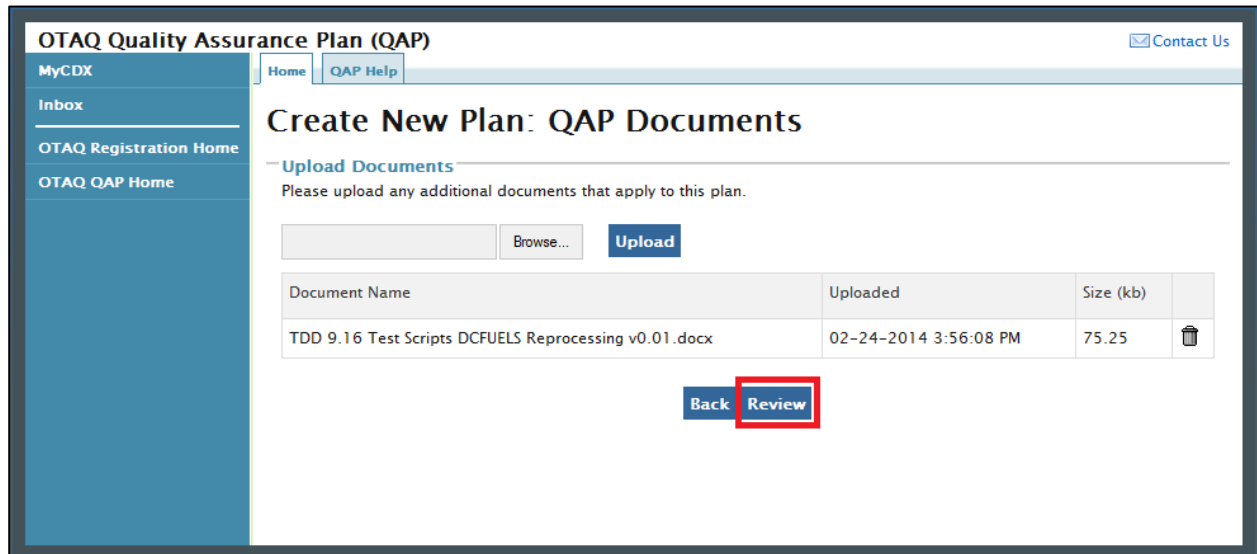 OTAQ Quality Assurance Plan (QAP)
Contact Us
MyCDX
Inbox
OTAQ Registration Home
OTAQ QAP Home
Home QAP Help
Create New Plan: QAP Documents
Upload Documents
Please upload any additional documents that apply to this plan.
Browse... Upload
Document Name Uploaded Size (kb)
TDD 9.16 Test Scripts DCFUELS Reprocessing v0.01.docx 02-24-2014 3:56:08 PM 75.25
Back Review